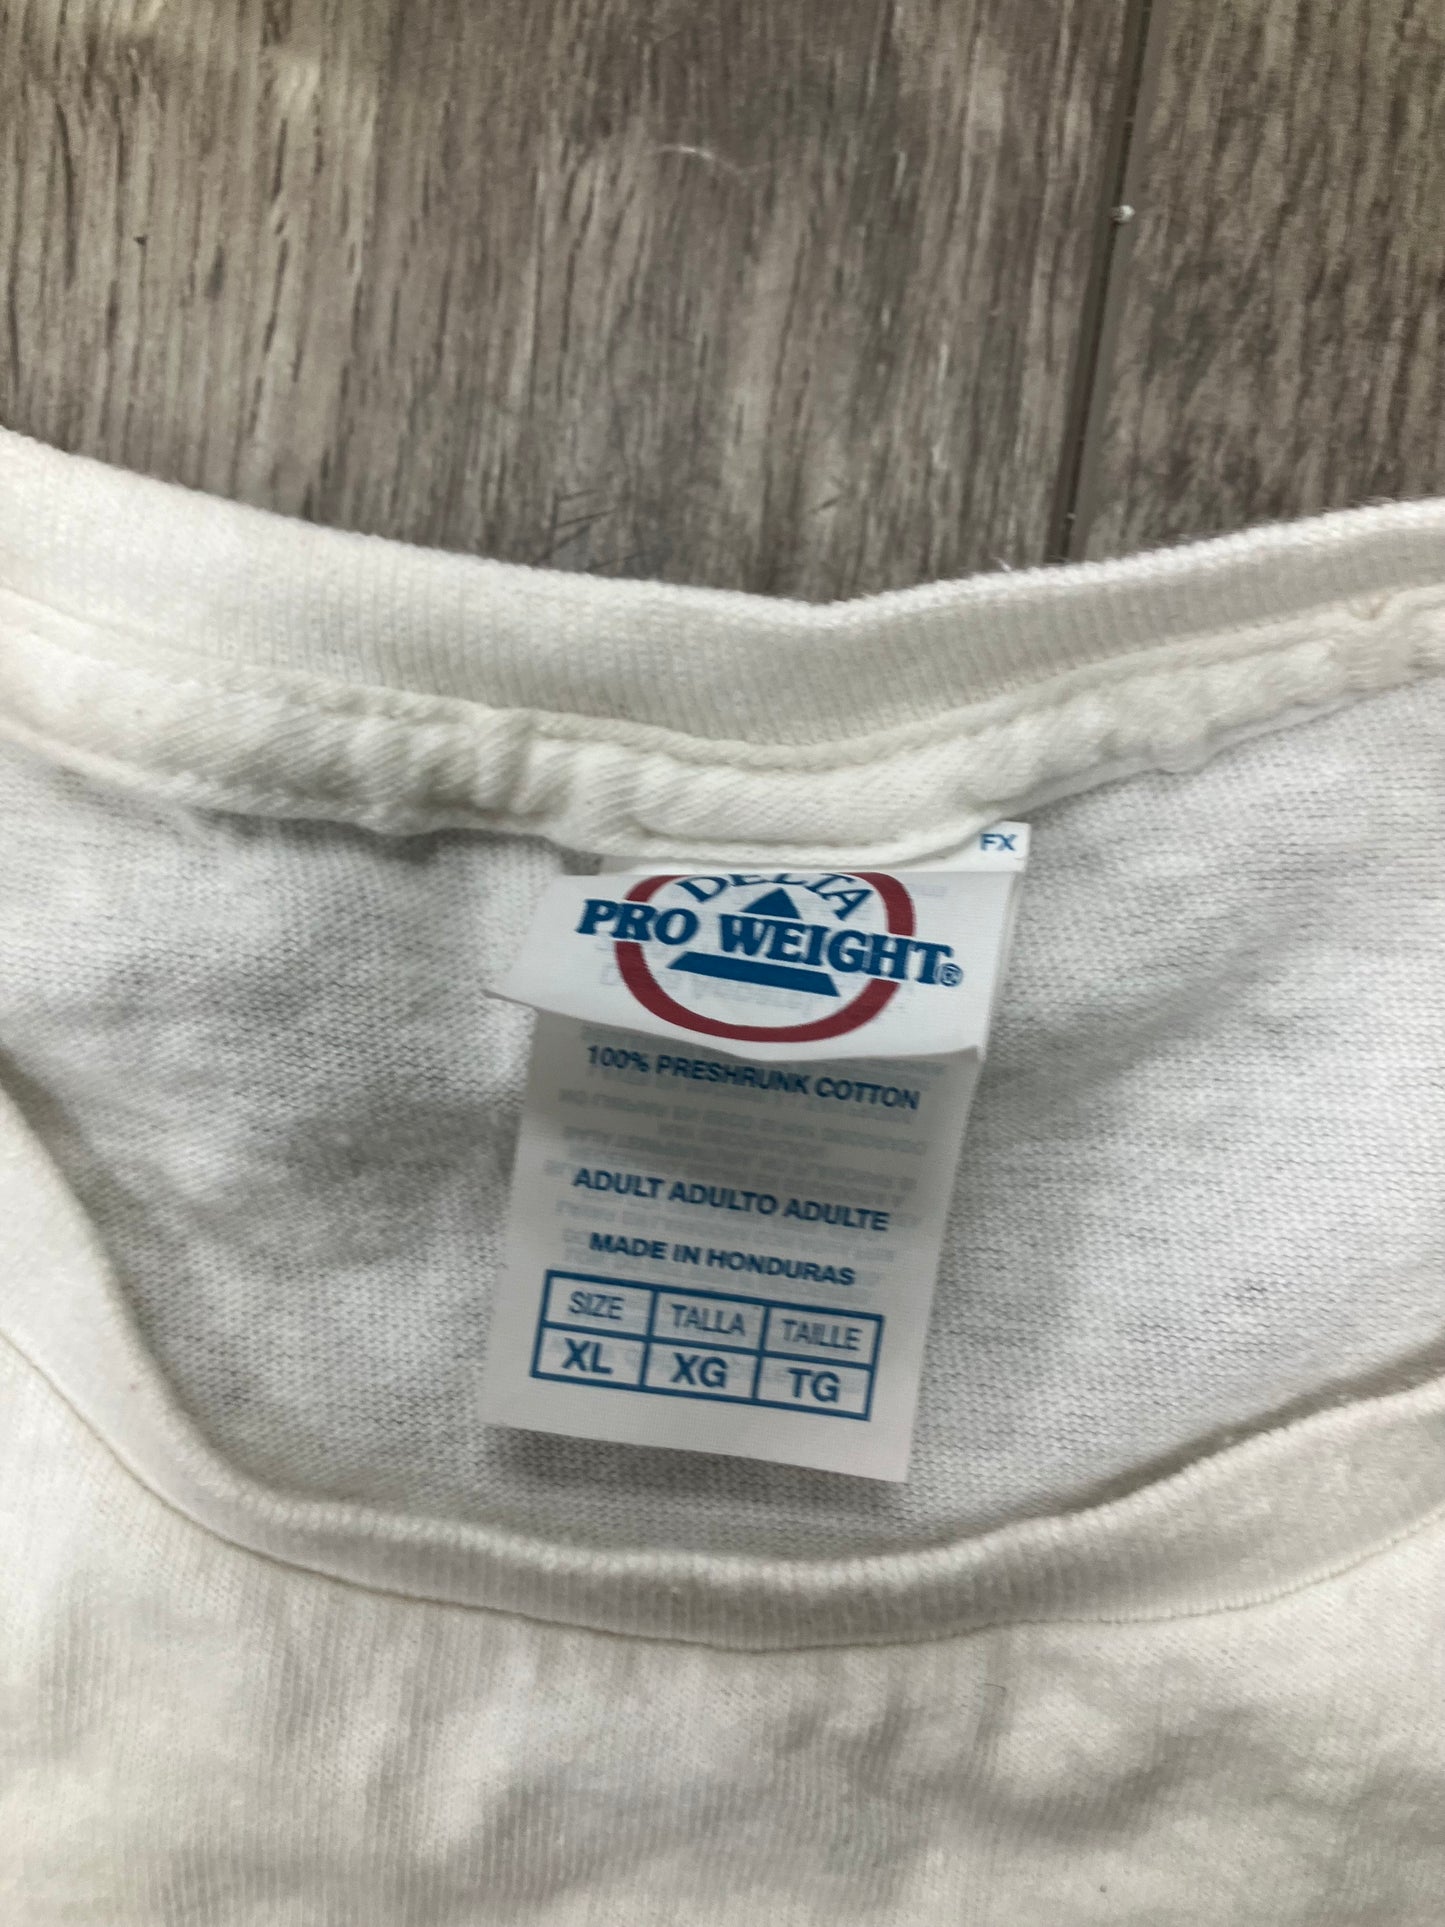 FX
DELTA
PRO WEIGHT®
100% PRESHRUNK COTTON
ADULT ADULTO ADULTE
MADE IN HONDURAS
SIZE TALLA TAILLE
XL XG TG